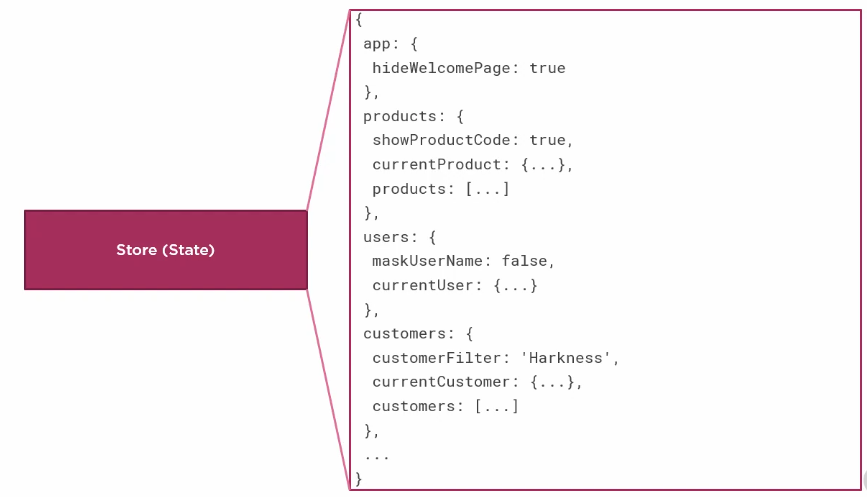 Store (State)
{
app: {
hideWelcomePage: true
},
products: {
showProductCode: true,
currentProduct: {...},
products: [...]
},
users: {
maskUserName: false,
currentUser: {...}
},
customers: {
customerFilter: 'Harkness',
currentCustomer: {...},
customers: [...]
},
...
}